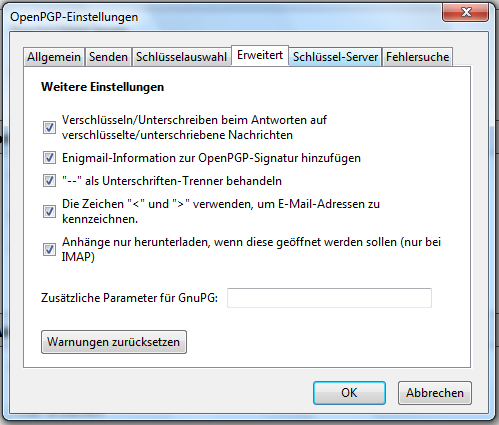 OpenPGP-Einstellungen
Allgemein Senden Schlüsselauswahl Erweitert Schlüssel-Server Fehlersuche
Weitere Einstellungen
Verschlüsseln/Unterschreiben beim Antworten auf
verschlüsselte/unterschriebene Nachrichten
Enigmail-Information zur OpenPGP-Signatur hinzufügen
"--" als Unterschriften-Trenner behandeln
Die Zeichen "<" und ">" verwenden, um E-Mail-Adressen zu
kennzeichnen.
Anhänge nur herunterladen, wenn diese geöffnet werden sollen (nur bei
IMAP)
Zusätzliche Parameter für GnuPG:
Warnungen zurücksetzen
OK Abbrechen